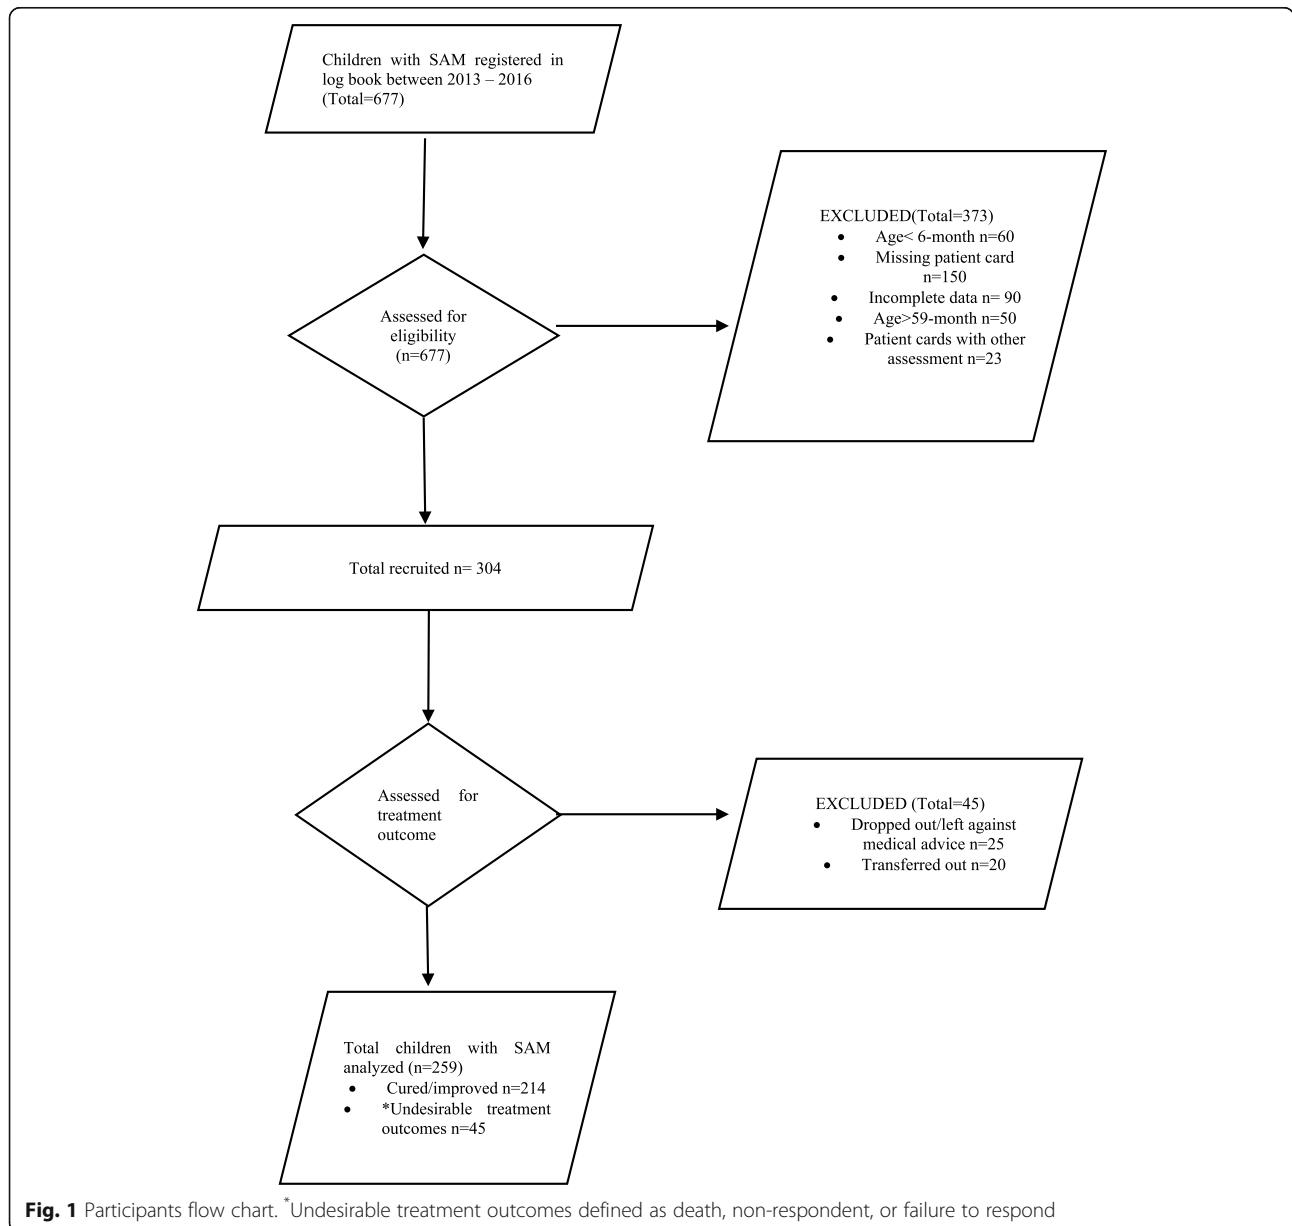 Children with SAM registered in
log book between 2013 – 2016
(Total=677)
EXCLUDED(Total=373)
• Age< 6-month n=60
• Missing patient card
n=150
• Incomplete data n= 90
• Age>59-month n=50
• Patient cards with other
assessment n=23
Assessed for
eligibility
(n=677)
Total recruited n= 304
Assessed for
treatment
outcome
EXCLUDED (Total=45)
• Dropped out/left against
medical advice n=25
• Transferred out n=20
Total children with SAM
analyzed (n=259)
• Cured/improved n=214
• *Undesirable treatment
outcomes n=45
Fig. 1 Participants flow chart. *Undesirable treatment outcomes defined as death, non-respondent, or failure to respond